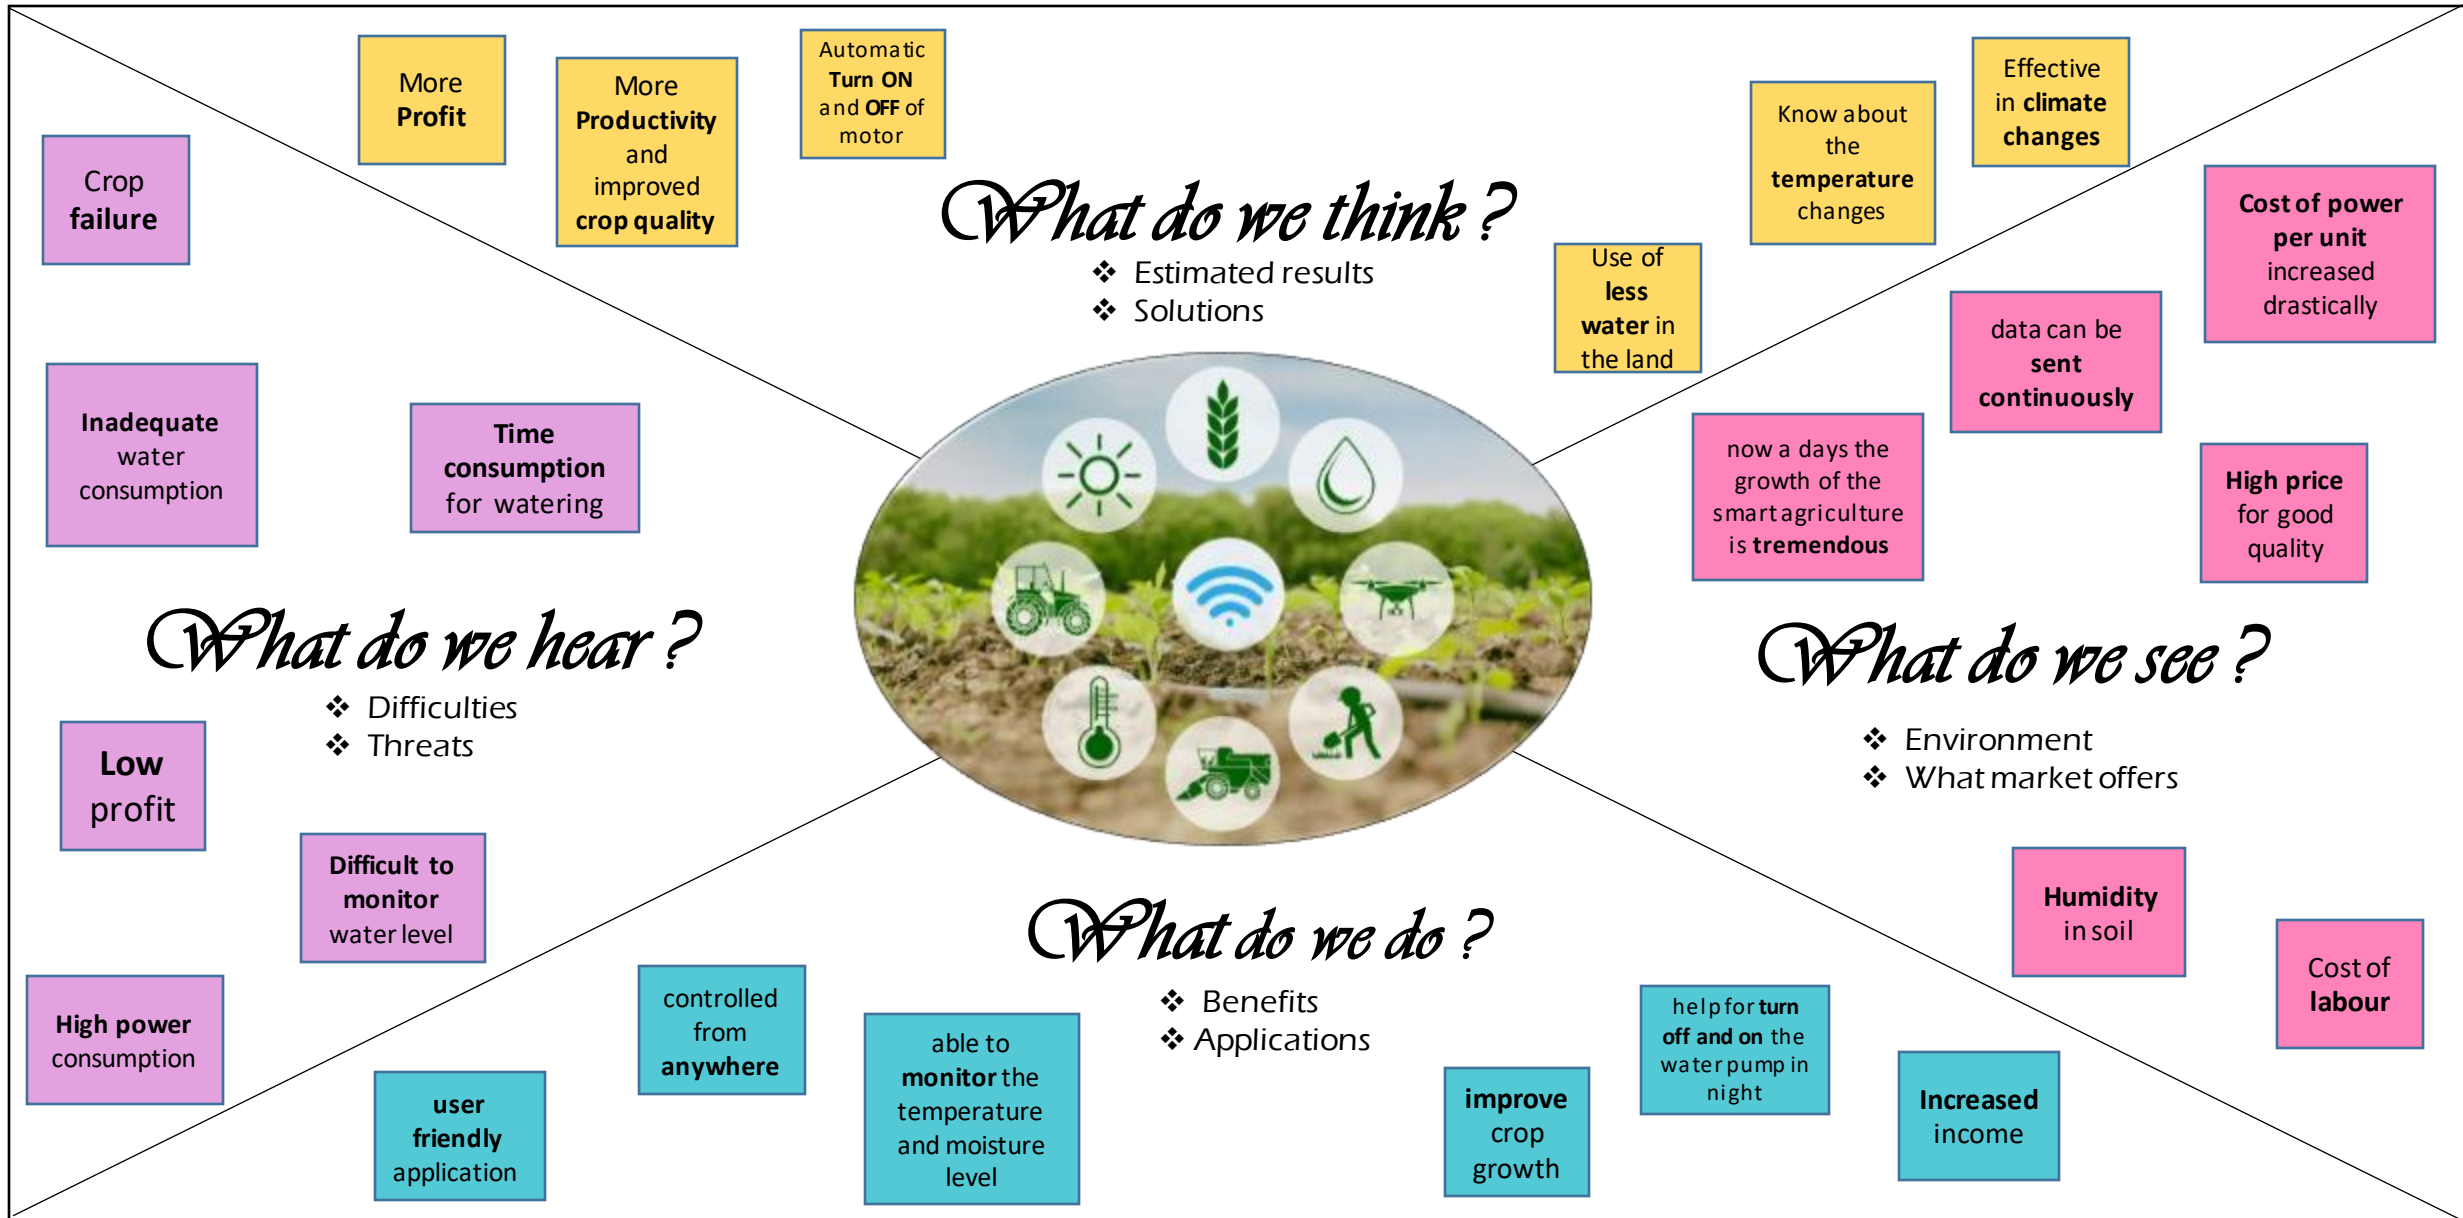 More
Profit
More
Productivity
and
improved
crop quality
Automatic
Turn ON
and OFF of
motor
What do we think ?
❖ Estimated results
❖ Solutions
Use of
less
water in
the land
Know about
the
temperature
changes
Effective
in climate
changes
Crop
failure
Inadequate
water
consumption
Time
consumption
for watering
What do we hear ?
❖ Difficulties
❖ Threats
Low
profit
Difficult to
monitor
water level
High power
consumption
Cost of power
per unit
increased
drastically
data can be
sent
continuously
now a days the
growth of the
smart agriculture
is tremendous
High price
for good
quality
What do we see ?
❖ Environment
❖ What market offers
Humidity
in soil
Cost of
labour
What do we do ?
❖ Benefits
❖ Applications
user
friendly
application
controlled
from
anywhere
able to
monitor the
temperature
and moisture
level
improve
crop
growth
help for turn
off and on the
water pump in
night
Increased
income